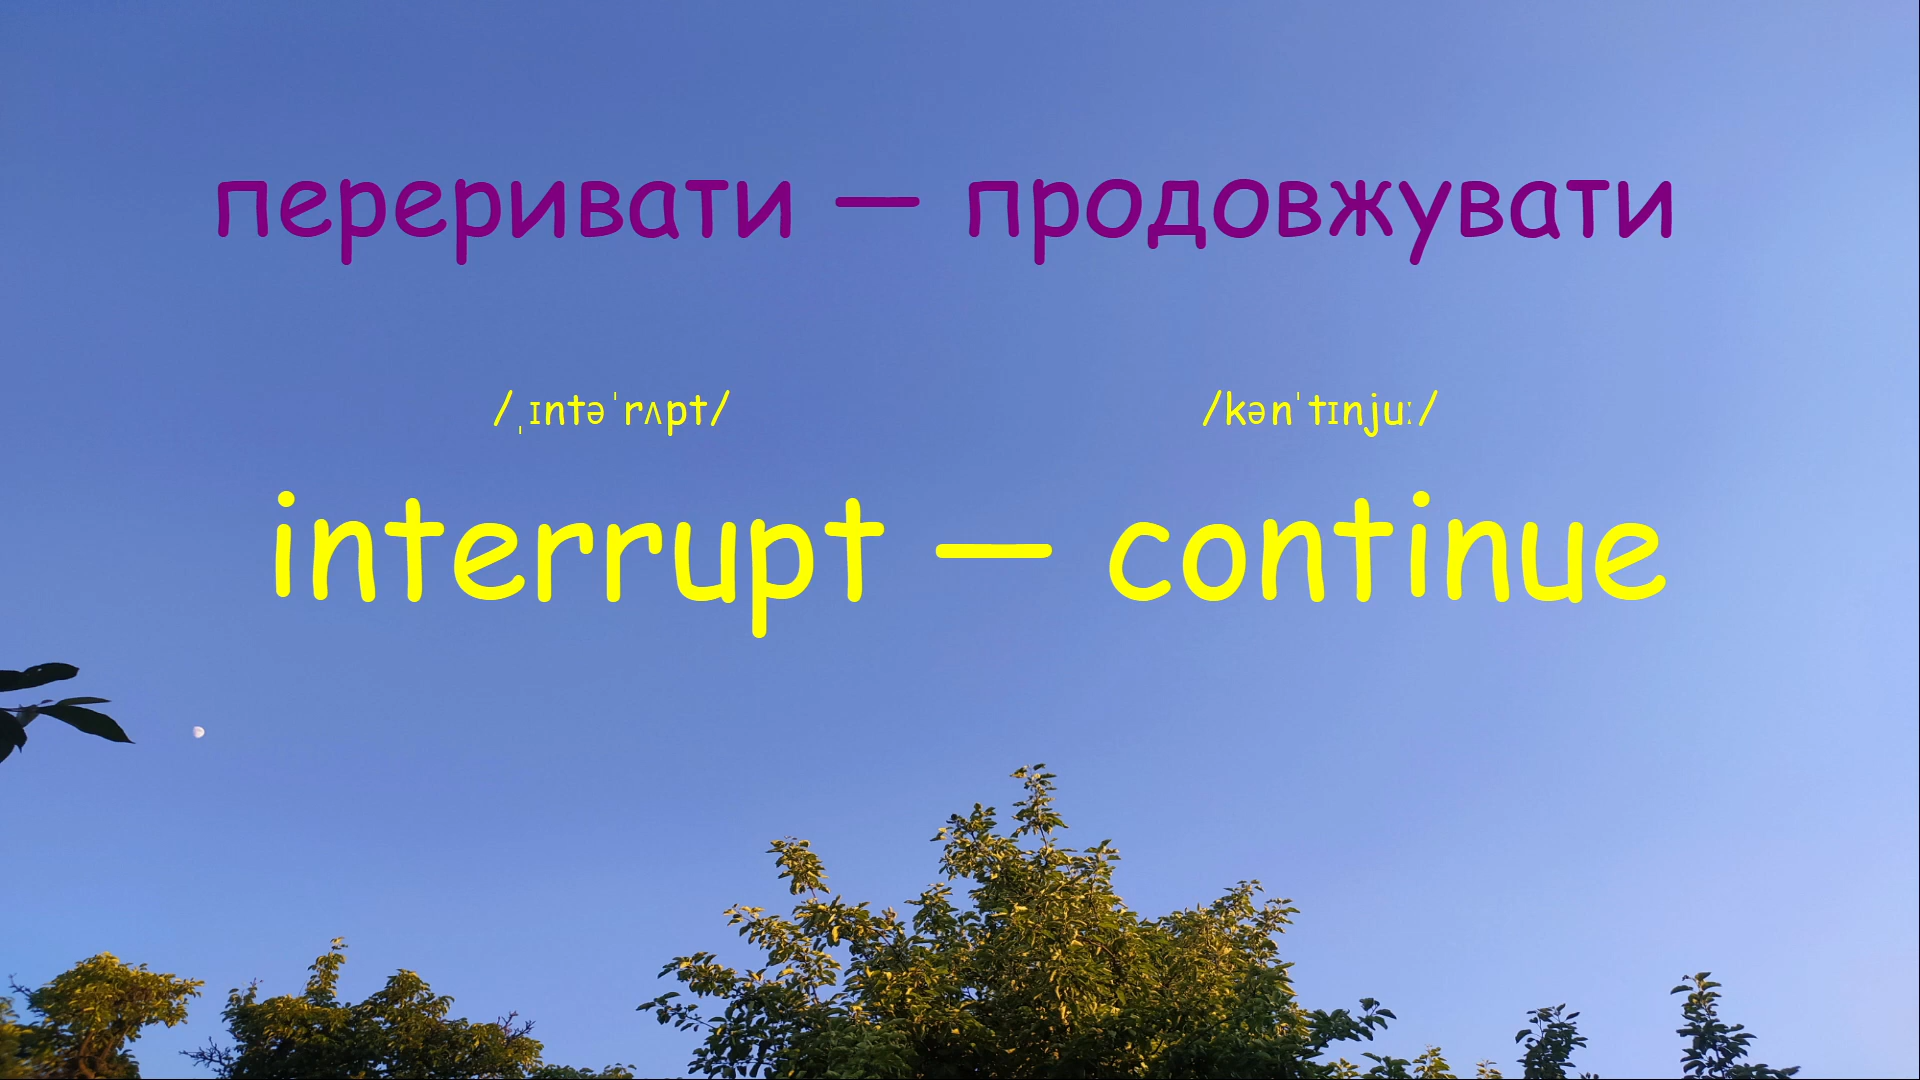 переривати — продовжувати
/ˌɪntəˈrʌpt/ /kənˈtɪnjuː/
interrupt — continue